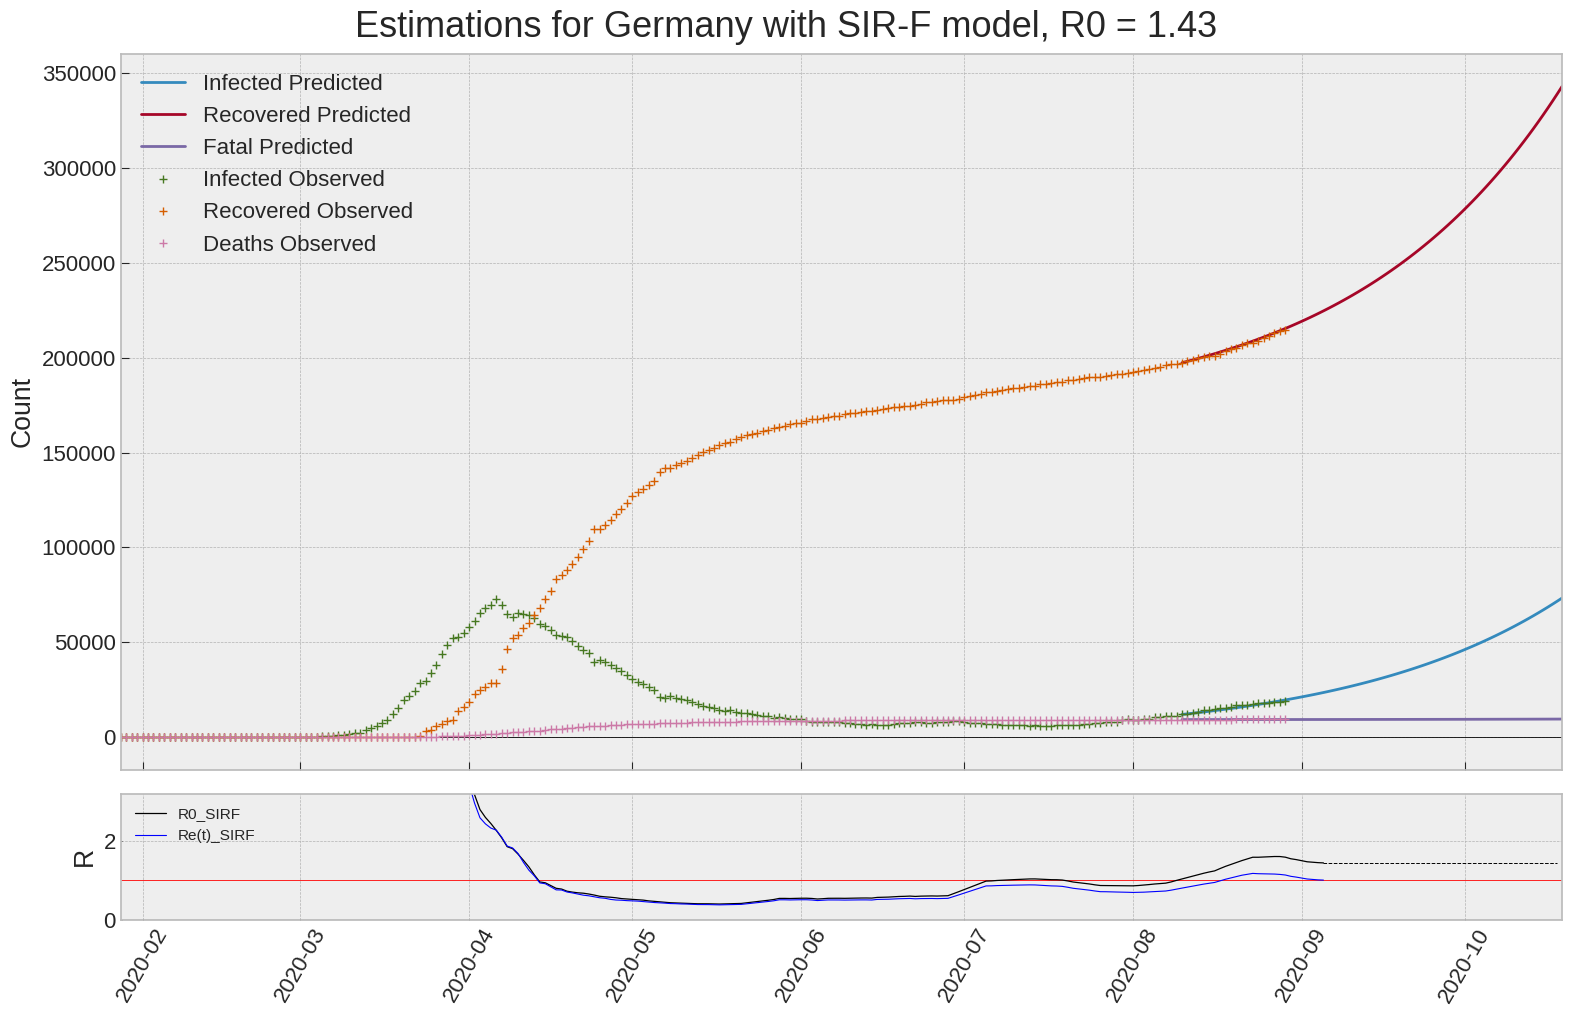 Estimations for Germany with SIR-F model, R0 = 1.43
350000
300000
250000
200000
150000
100000
50000
0
Count
Infected Predicted
Recovered Predicted
Fatal Predicted
Infected Observed
Recovered Observed
Deaths Observed
R
2
0
R0_SIRF
Re(t)_SIRF
2020-02
2020-03
2020-04
2020-05
2020-06
2020-07
2020-08
2020-09
2020-10